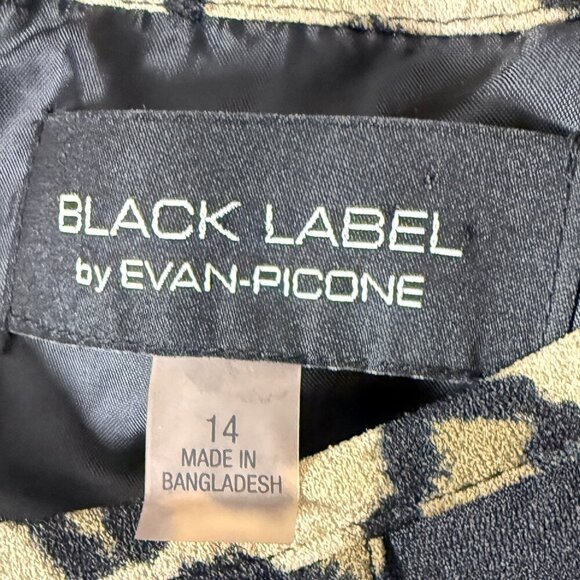 BLACK LABEL
by EVAN-PICONE
14
MADE IN
BANGLADESH